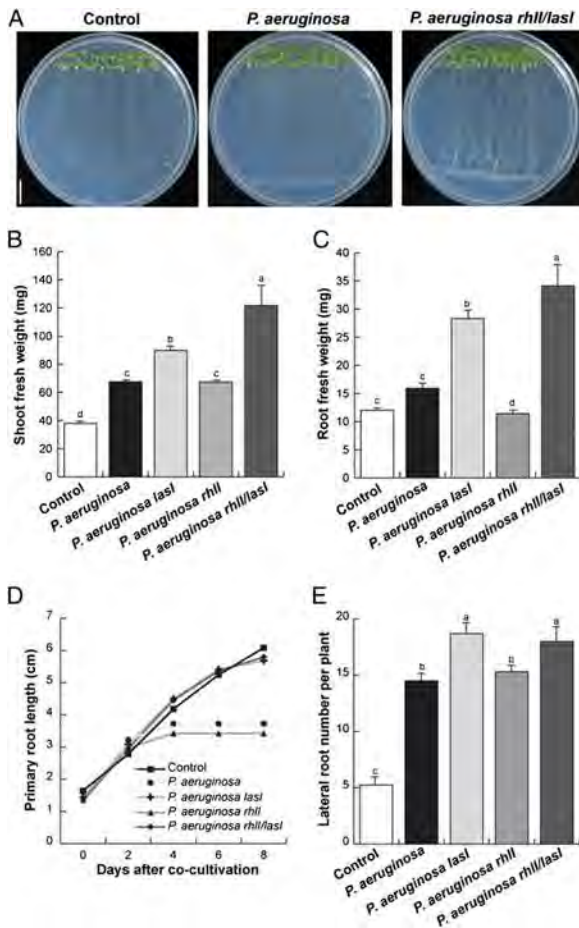 A
Control
P. aeruginosa
P. aeruginosa rhlI/lasI
B
Shoot fresh weight (mg)
160
140
120
100
80
60
40
20
0
d
c
b
c
a
Control
P. aeruginosa
P. aeruginosa lasI
P. aeruginosa rhlI
P. aeruginosa rhlI/lasI
C
Root fresh weight (mg)
40
35
30
25
20
15
10
5
0
c
c
b
d
a
Control
P. aeruginosa
P. aeruginosa lasI
P. aeruginosa rhlI
P. aeruginosa rhlI/lasI
D
Primary root length (cm)
7
6
5
4
3
2
1
0
Control
P. aeruginosa
P. aeruginosa lasI
P. aeruginosa rhlI
P. aeruginosa rhlI/lasI
0 2 4 6 8
Days after co-cultivation
E
Lateral root number per plant
20
15
10
5
0
c
b
a
b
a
Control
P. aeruginosa
P. aeruginosa lasI
P. aeruginosa rhlI
P. aeruginosa rhlI/lasI